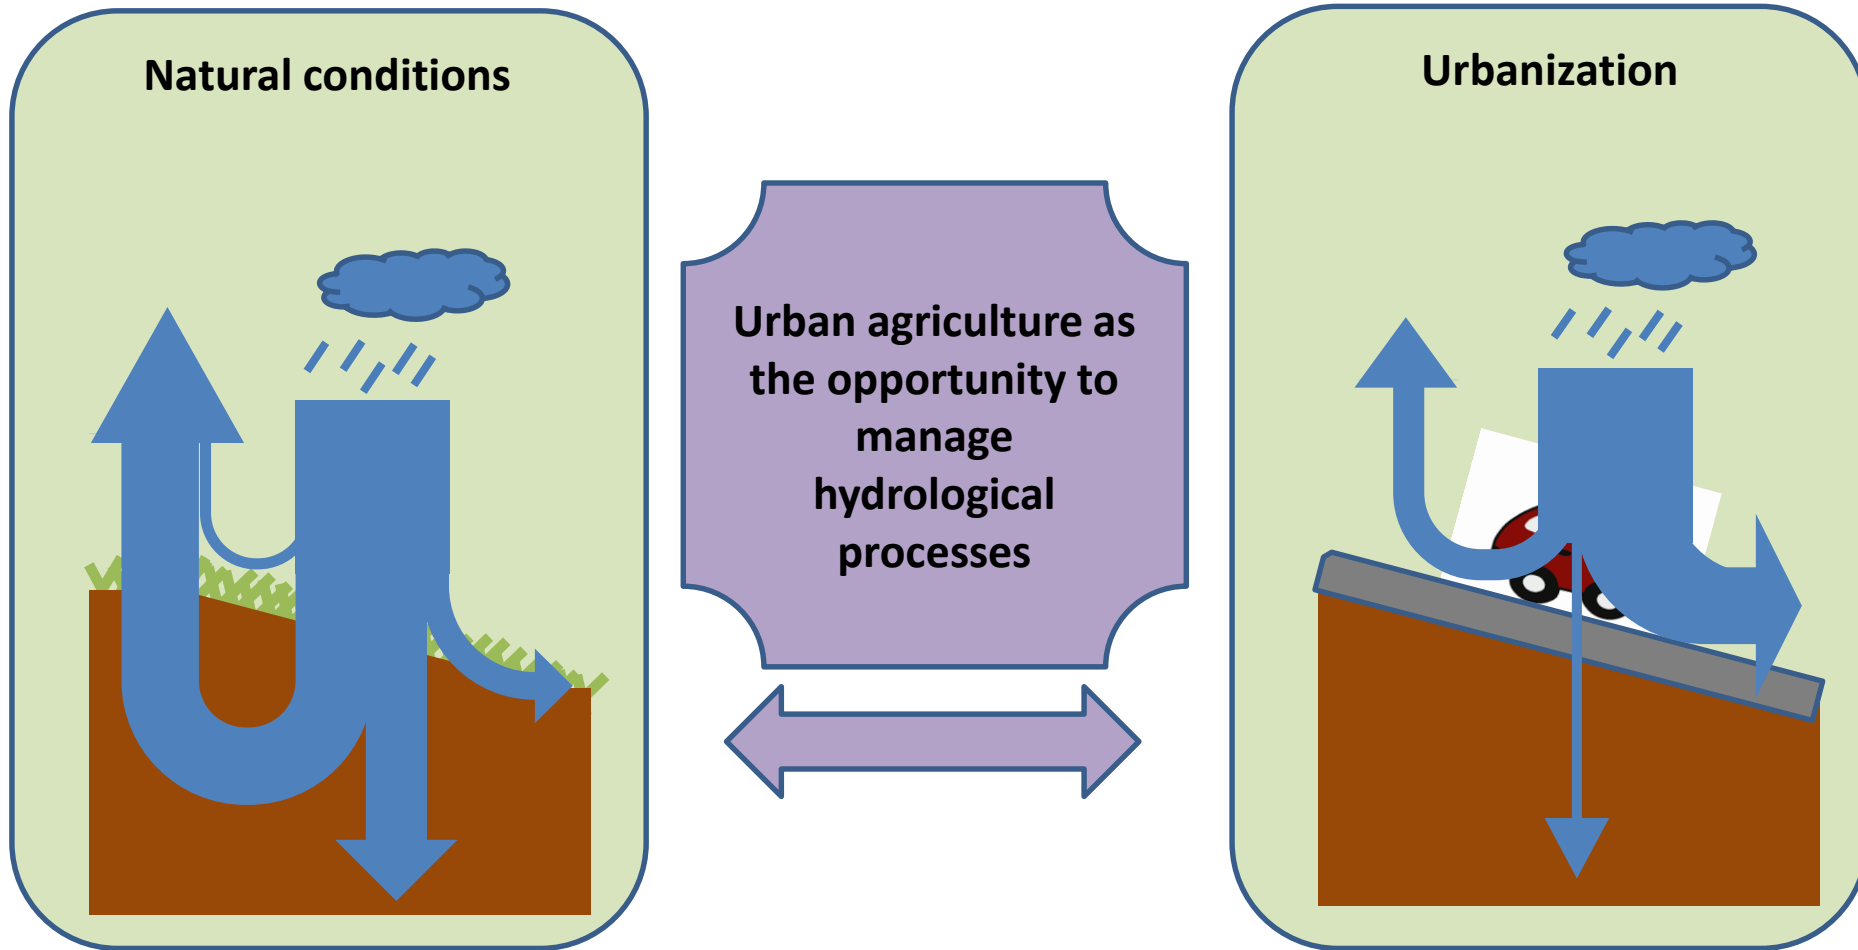 Natural conditions
Urban agriculture as
the opportunity to
manage
hydrological
processes
Urbanization